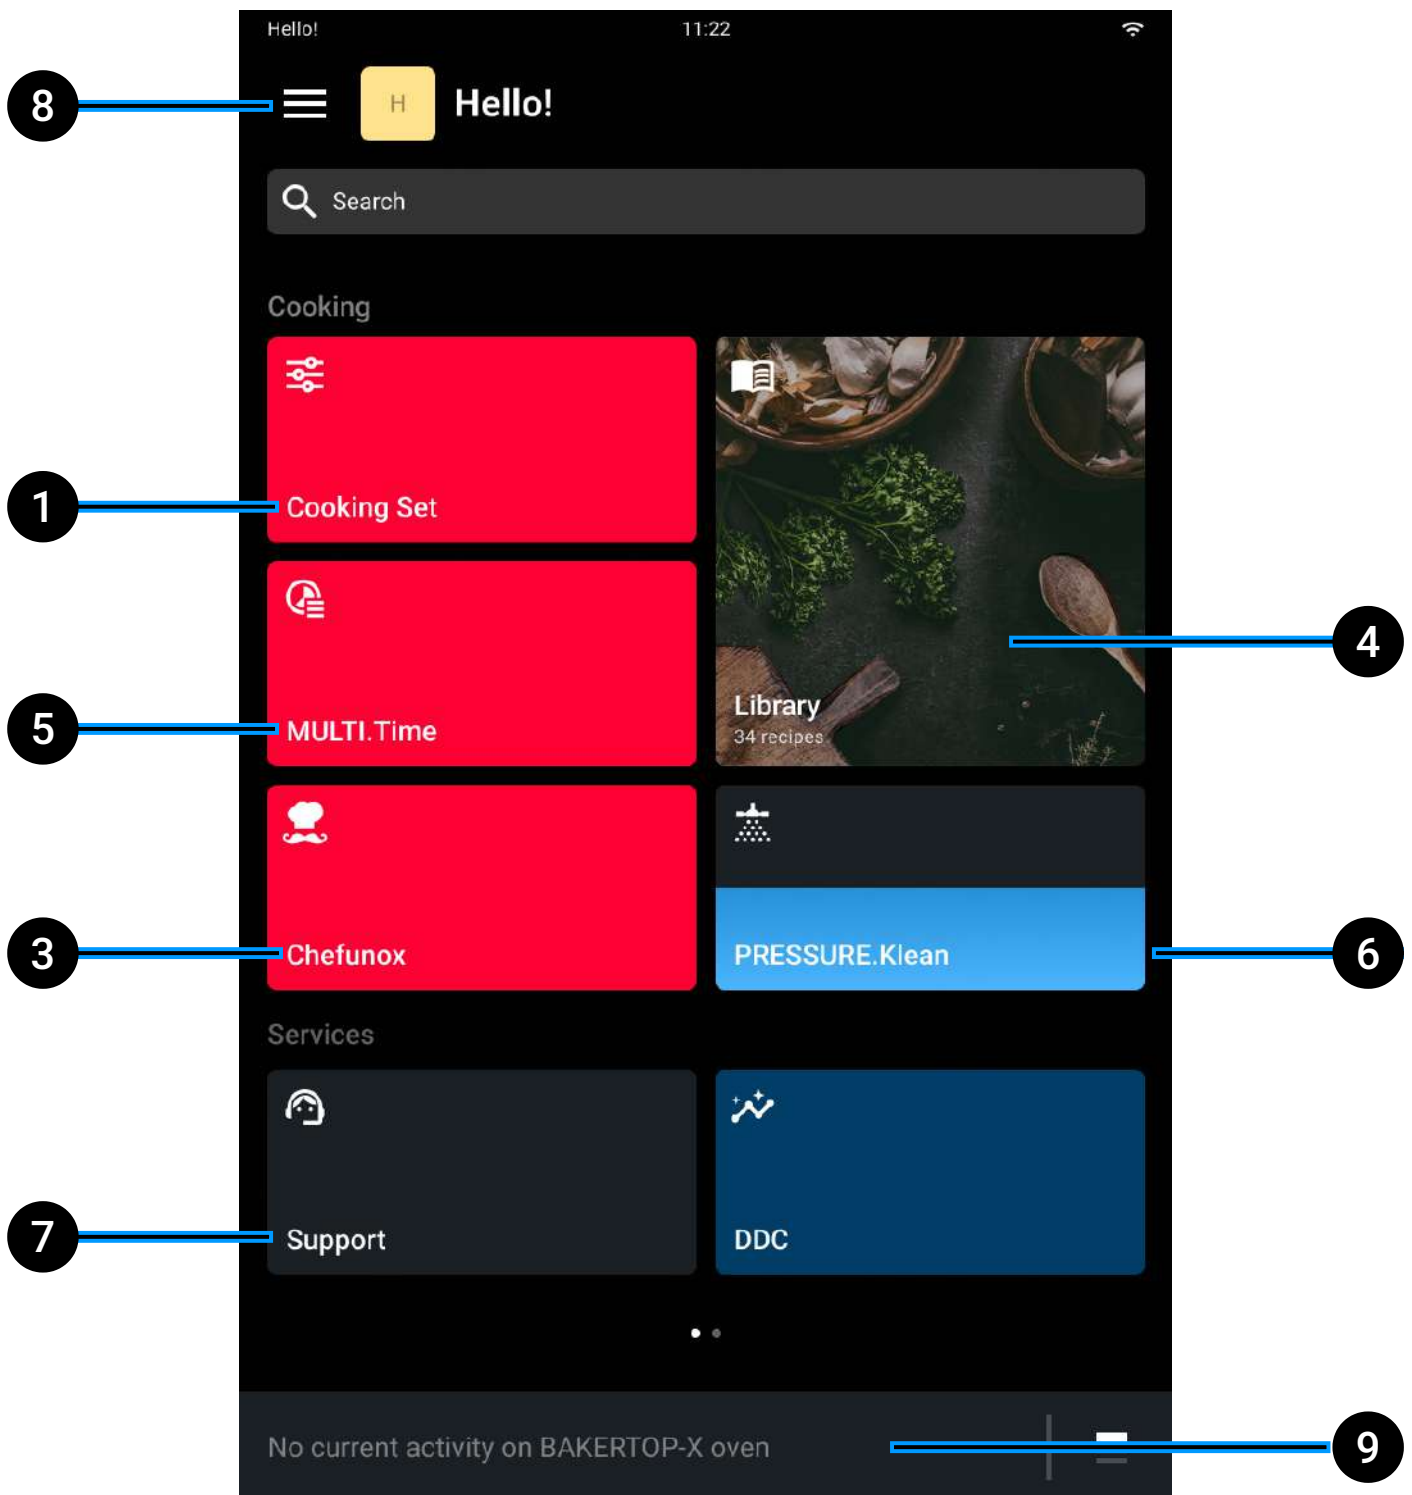 Hello!
11:22
8
H
Hello!
Search
Cooking
1
Cooking Set
5
MULTI.Time
4
Library
34 recipes
3
Chefunox
PRESSURE.Klean
6
Services
7
Support
DDC
No current activity on BAKERTOP-X oven
9